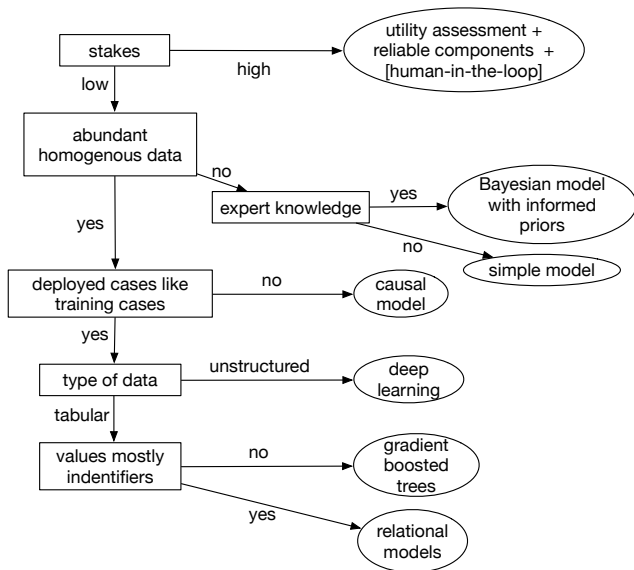 stakes
utility assessment +
reliable components +
[human-in-the-loop]
high
low
abundant
homogenous data
no
expert knowledge
yes
Bayesian model
with informed
priors
yes
no
simple model
deployed cases like
training cases
no
causal
model
yes
type of data
unstructured
deep
learning
tabular
values mostly
indentifiers
no
gradient
boosted
trees
yes
relational
models